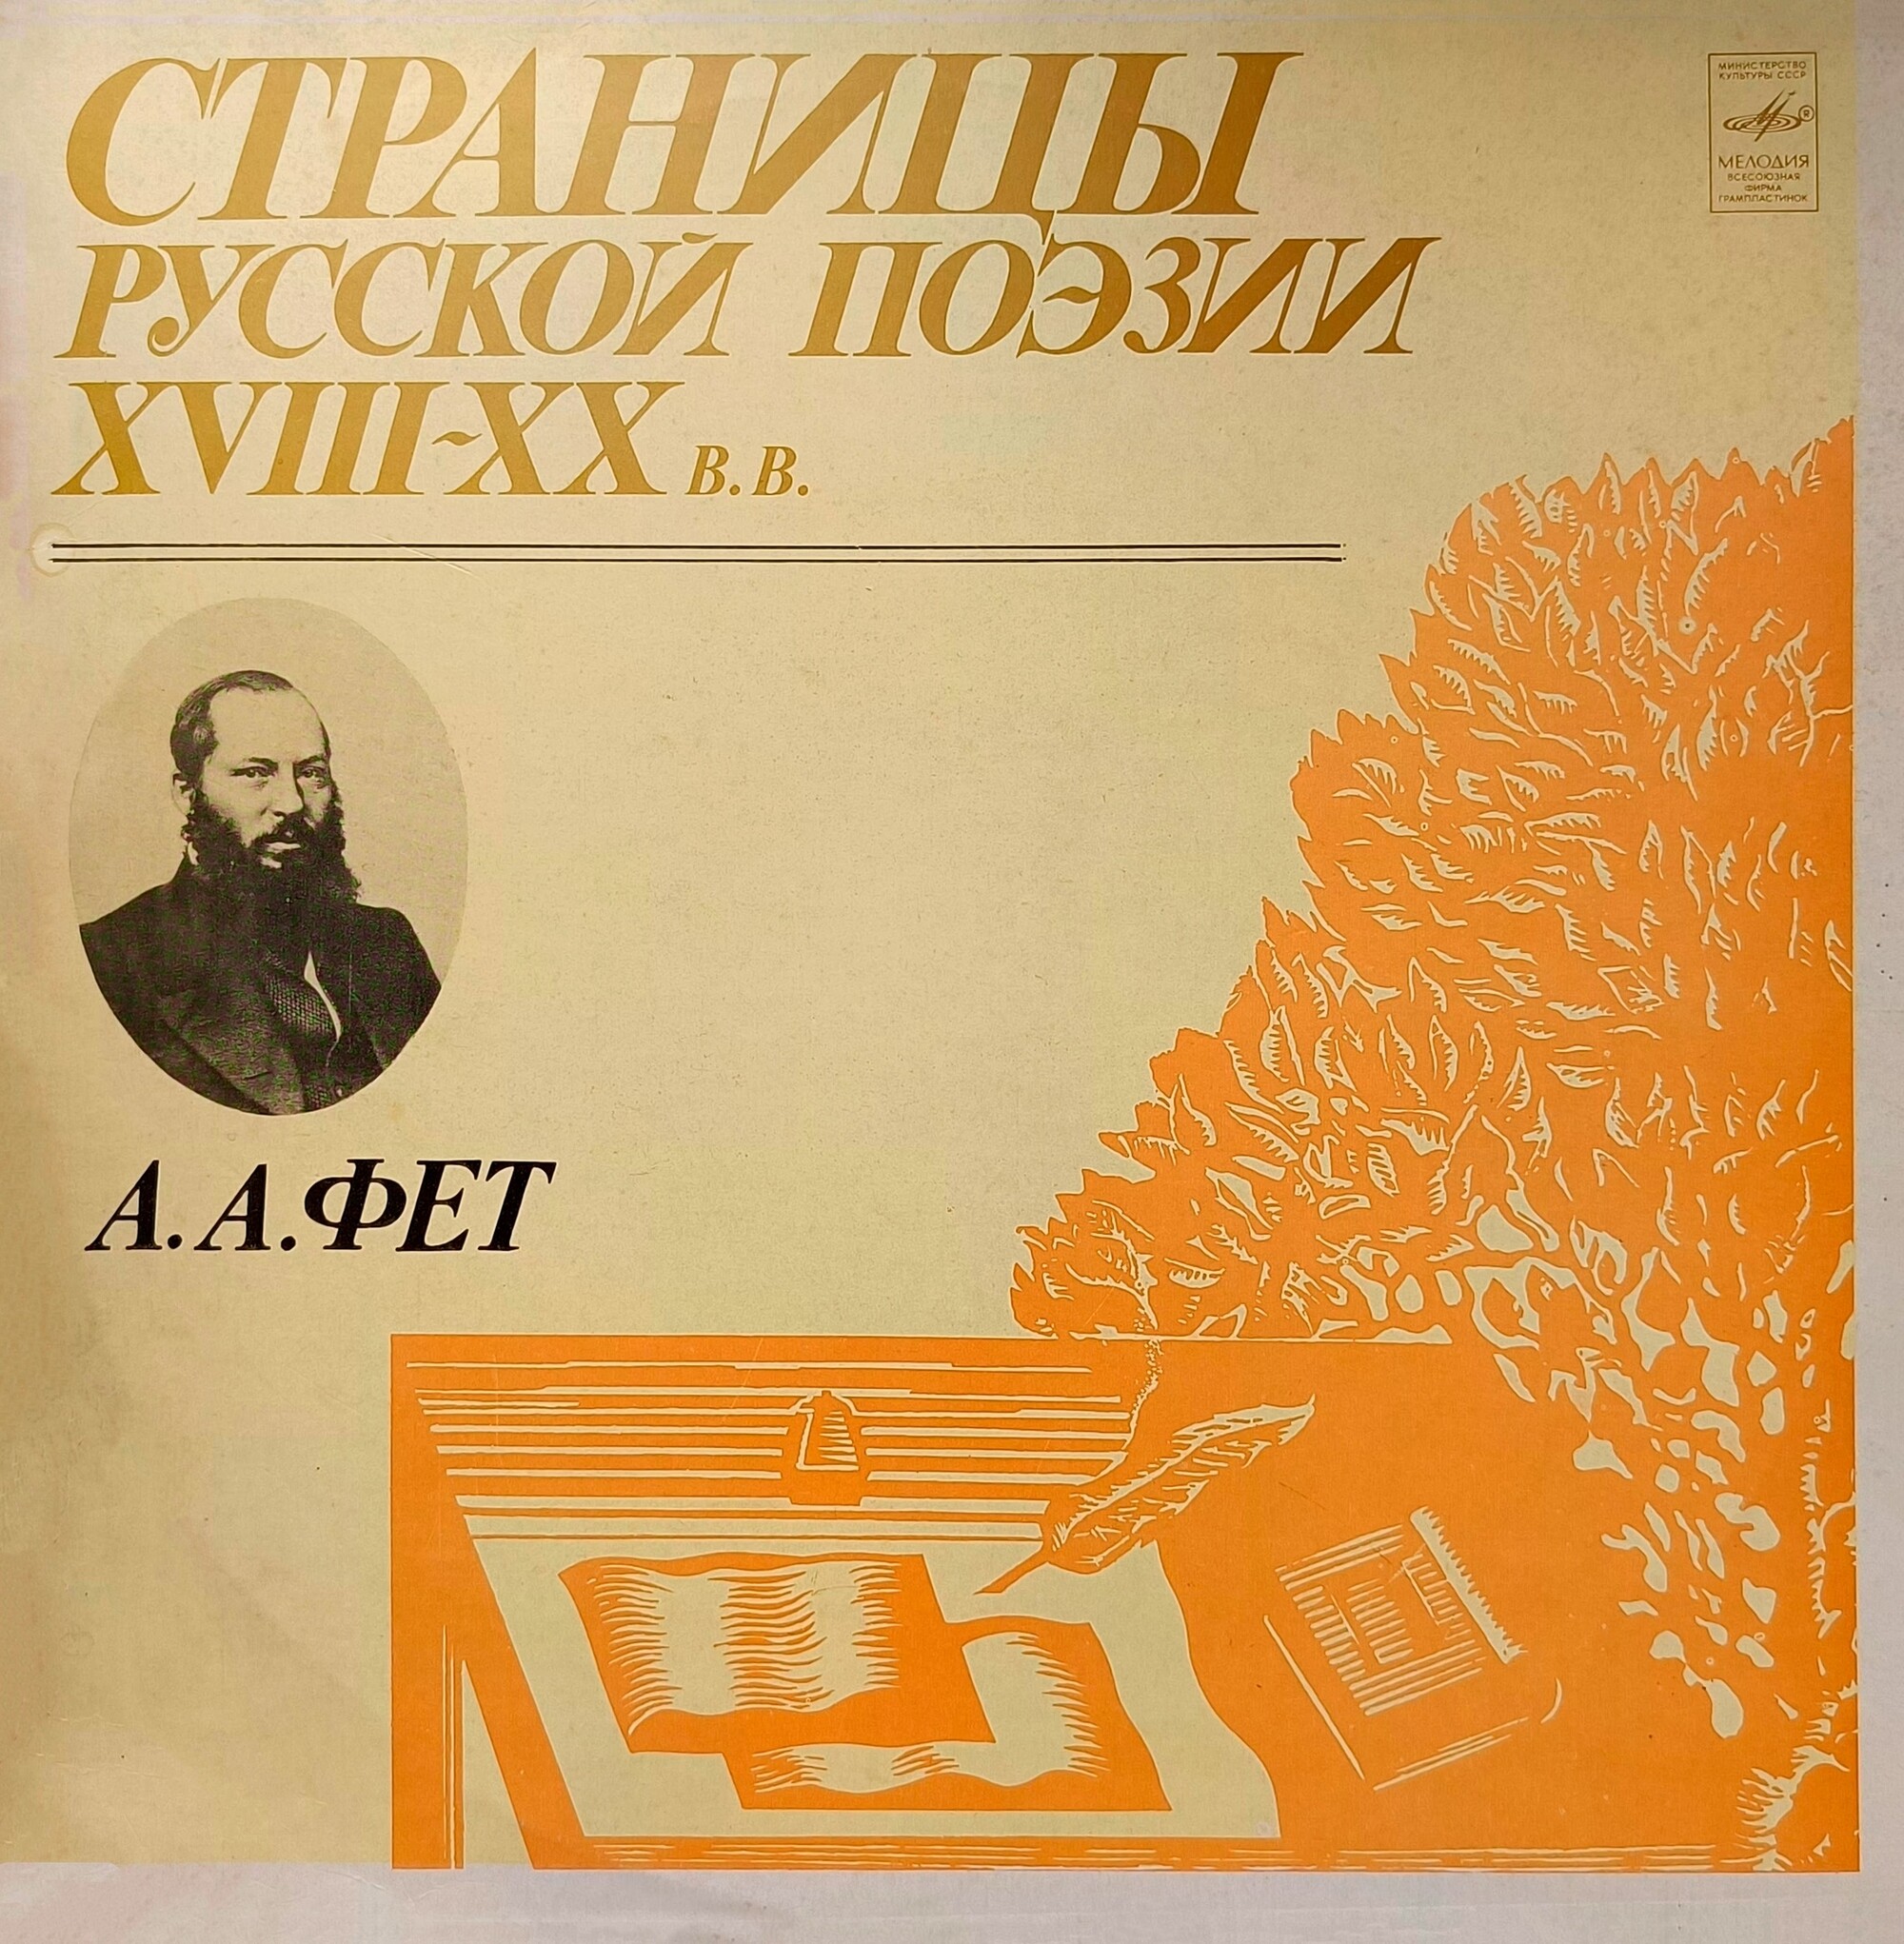 СТРАНИЦЫ
РУССКОЙ ПОЭЗИИ
XVIII-XX В.В.
МИНИСТЕРСТВО
КУЛЬТУРЫ СССР
®
МЕЛОДИЯ
ВСЕСОЮЗНАЯ
ФИРМА
ГРАМПЛАСТИНОК
А.А.ФЕТ